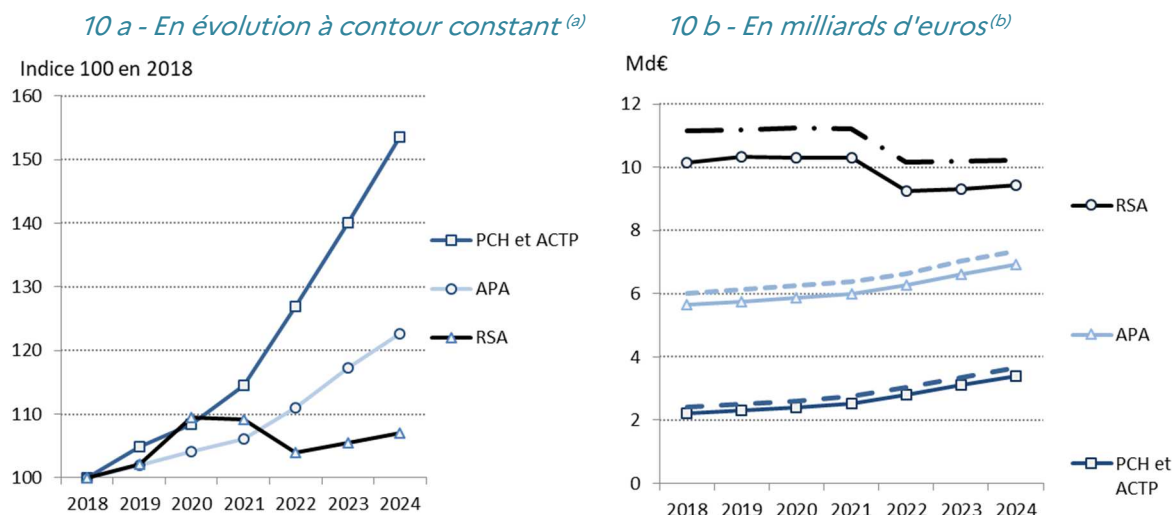 10 a - En évolution à contour constant (a)
10 b - En milliards d'euros (b)
Indice 100 en 2018
160
150
140
130
120
110
100
2018 2019 2020 2021 2022 2023 2024
PCH et ACTP
APA
RSA
Md€
12
10
8
6
4
2
0
2018 2019 2020 2021 2022 2023 2024
RSA
APA
PCH et
ACTP